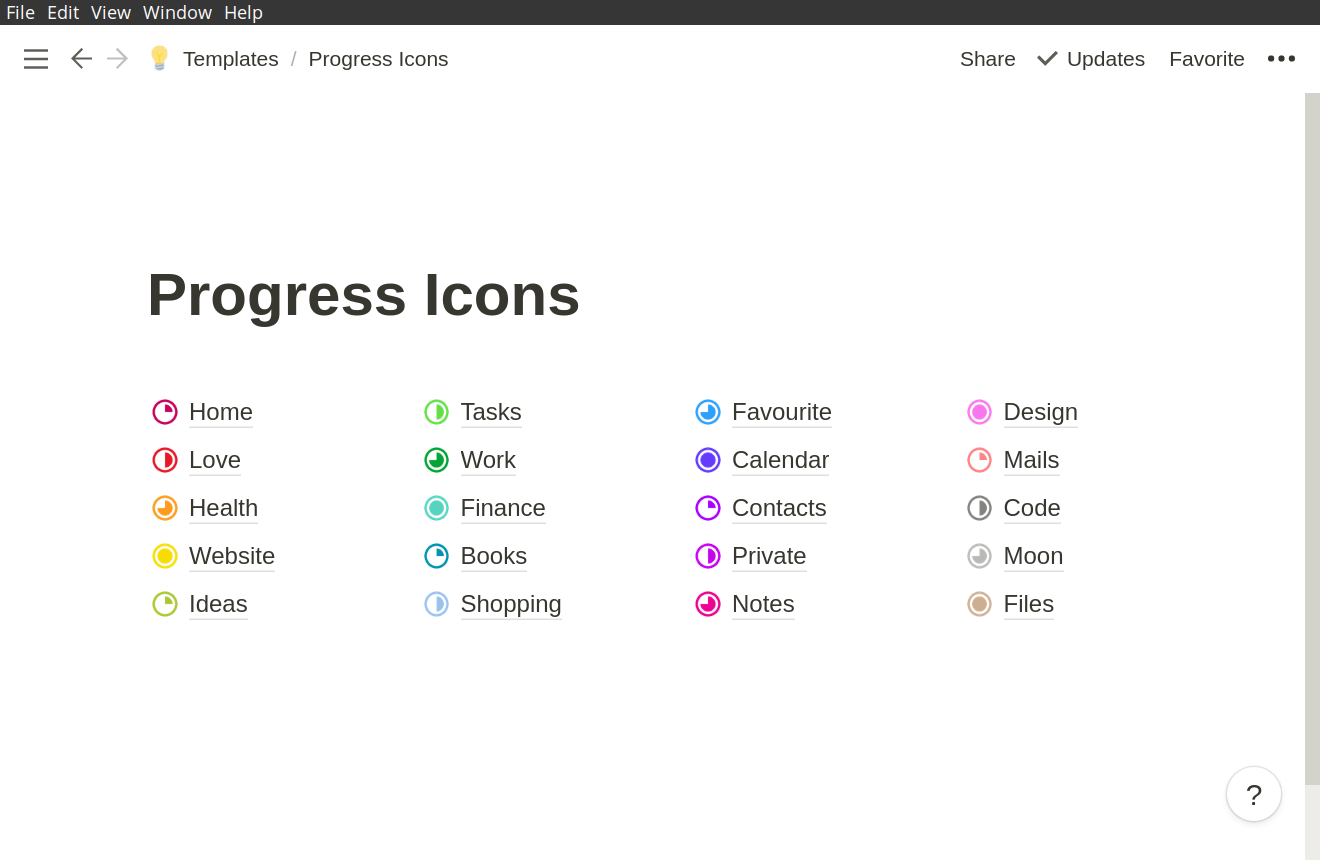 File Edit View Window Help
Templates / Progress Icons Share Updates Favorite
Progress Icons
Home Tasks Favourite Design
Love Work Calendar Mails
Health Finance Contacts Code
Website Books Private Moon
Ideas Shopping Notes Files
?